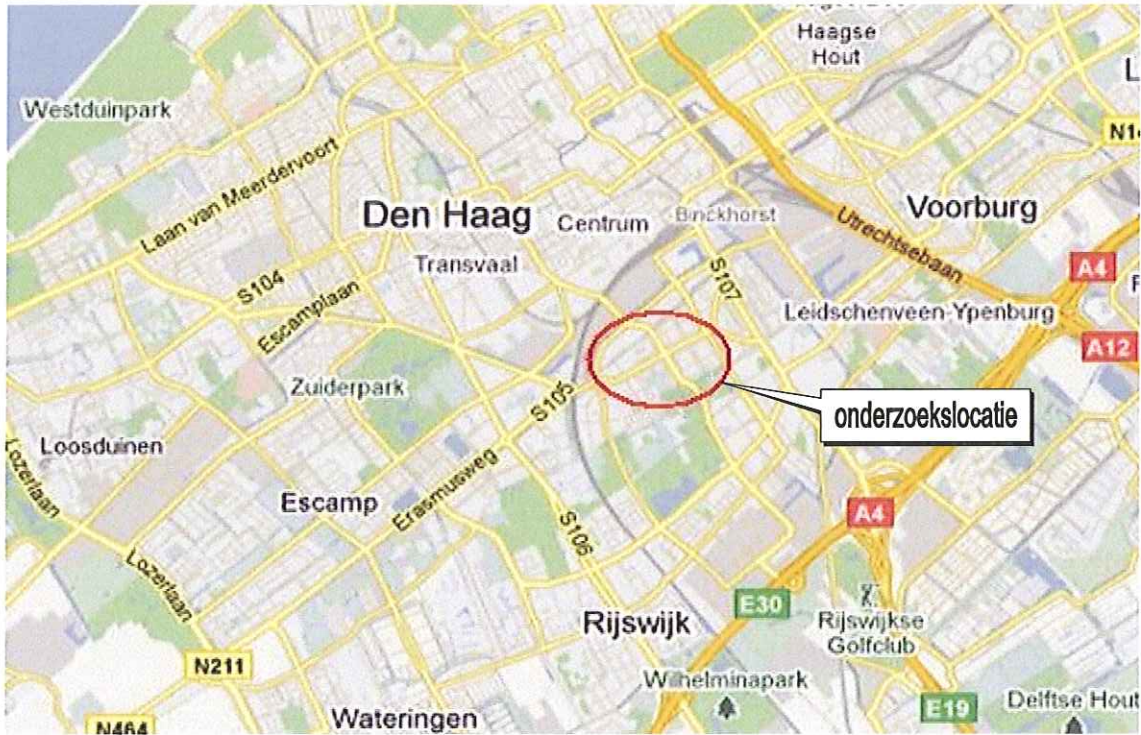 Haagse
Hout
Westduinpark
L
N14
Laan van Meerdervoort
Den Haag
Centrum
Binckhorst
Voorburg
Utrechtsebaan
Transvaal
S107
A4
S104
Escamplaan
Leidschenveen-Ypenburg
A12
Zuiderpark
S105
onderzoekslocatie
Loosduinen
Lozerlaan
Escamp
Erasmusweg
A4
S106
Lozerlaan
E30
Rijswijk
Rijswijkse
Golfclub
N211
Wilhelminapark
E19
Delftse Hout
Wateringen
N464